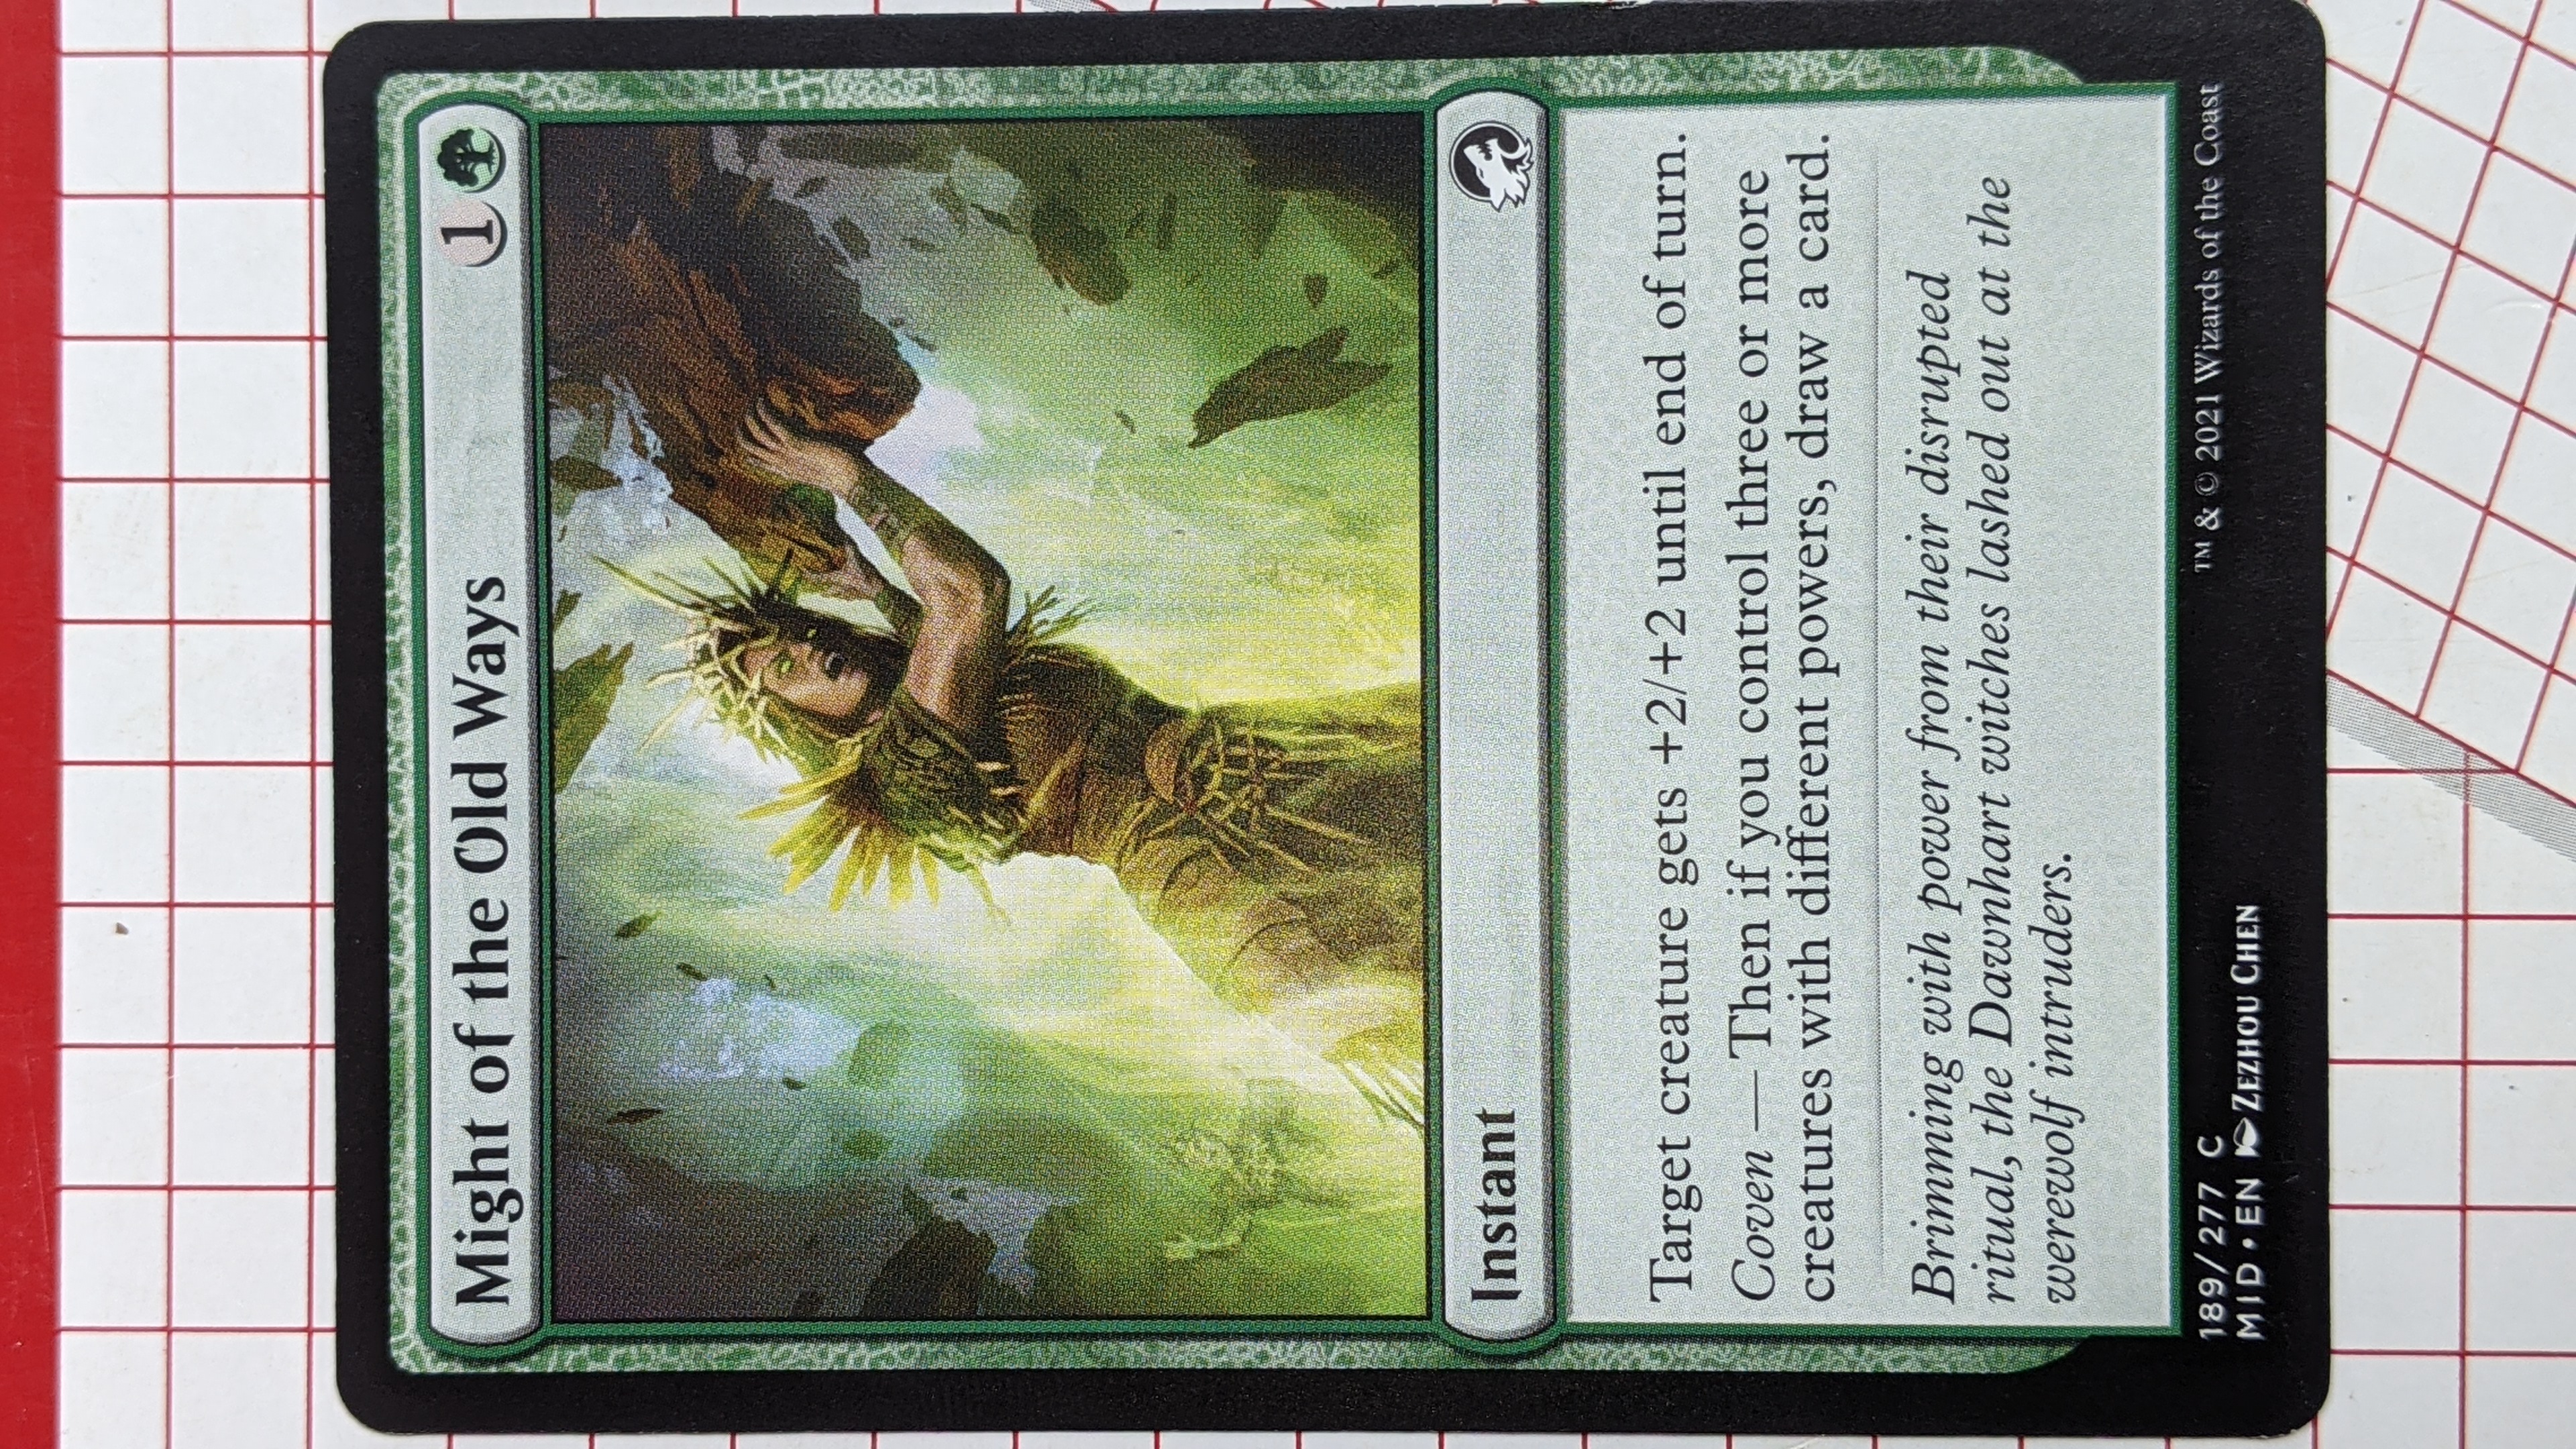 Might of the Old Ways 1
Instant
Target creature gets +2/+2 until end of turn.
Coven — Then if you control three or more
creatures with different powers, draw a card.
Brimming with power from their disrupted
ritual, the Dawnhart witches lashed out at the
werewolf intruders.
189/277 C
MID • EN ZEZHOU CHEN
™ & © 2021 Wizards of the Coast